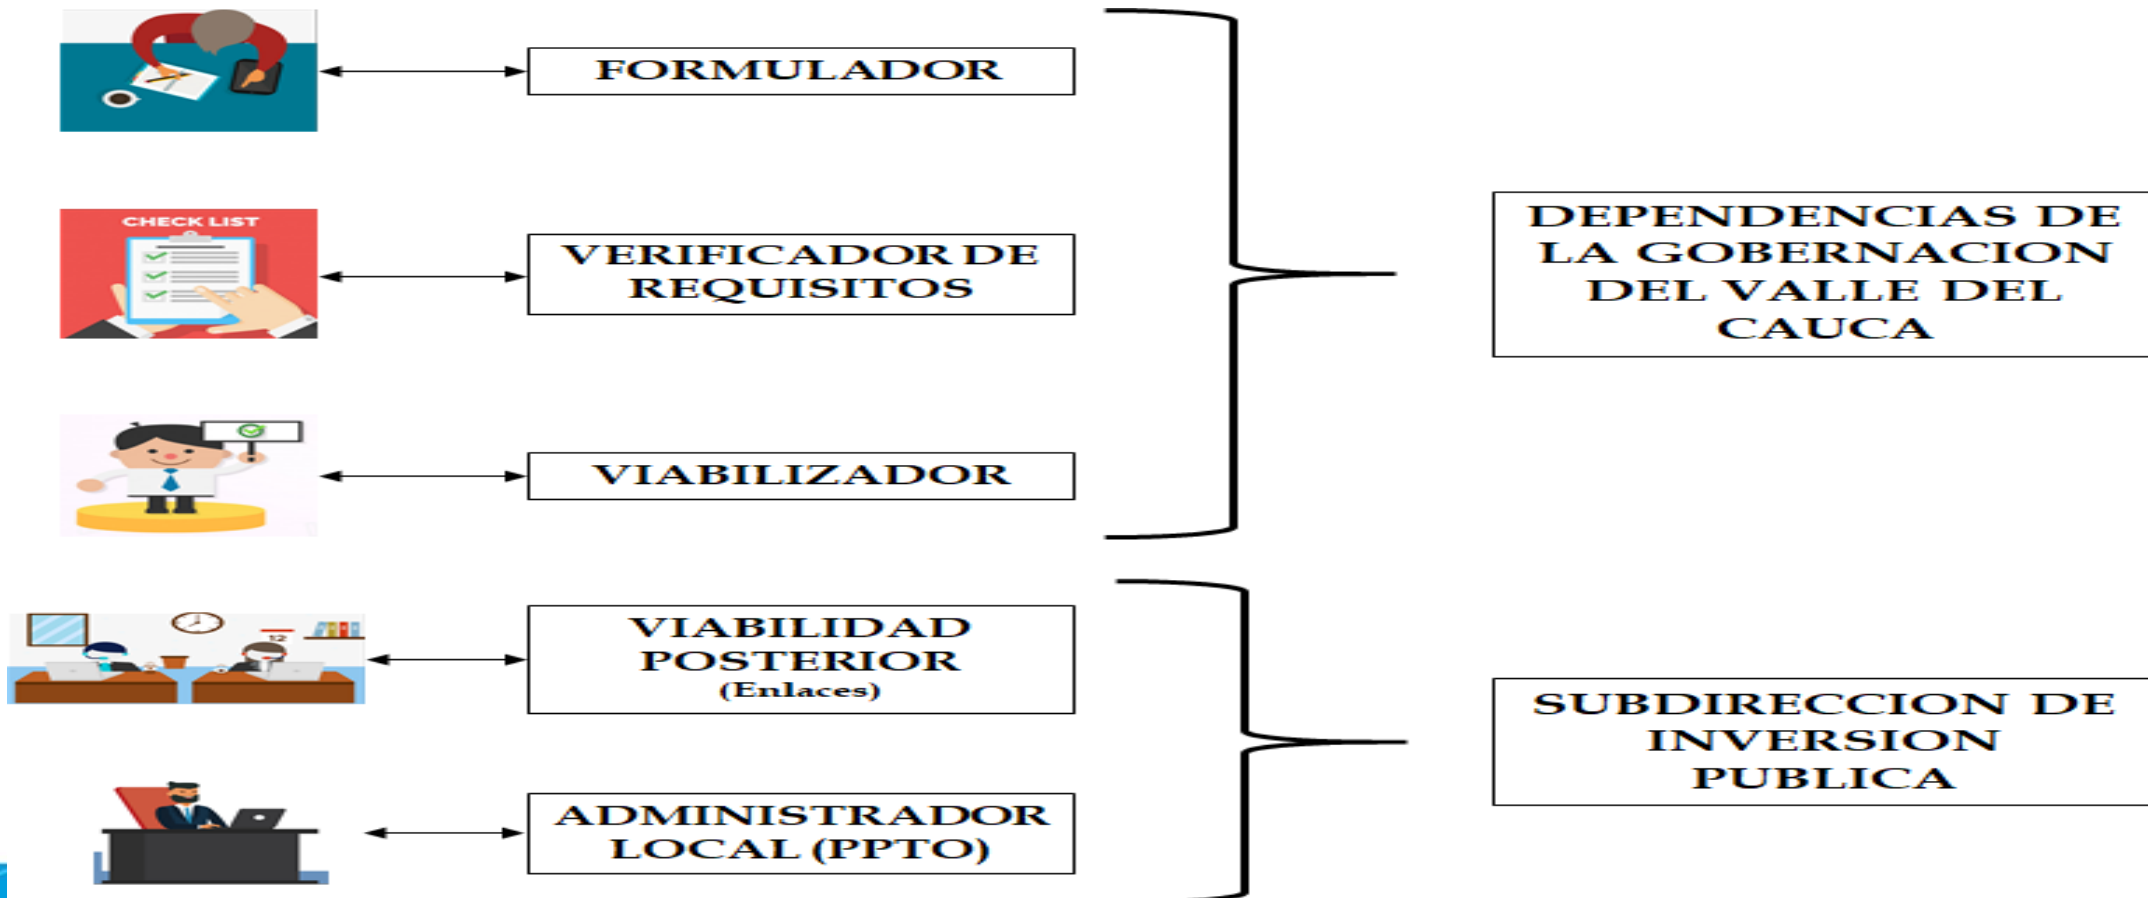 FORMULADOR
CHECK LIST
VERIFICADOR DE
REQUISITOS
VIABILIZADOR
DEPENDENCIAS DE
LA GOBERNACION
DEL VALLE DEL
CAUCA
12
VIABILIDAD
POSTERIOR
(Enlaces)
ADMINISTRADOR
LOCAL (PPTO)
SUBDIRECCION DE
INVERSION
PUBLICA